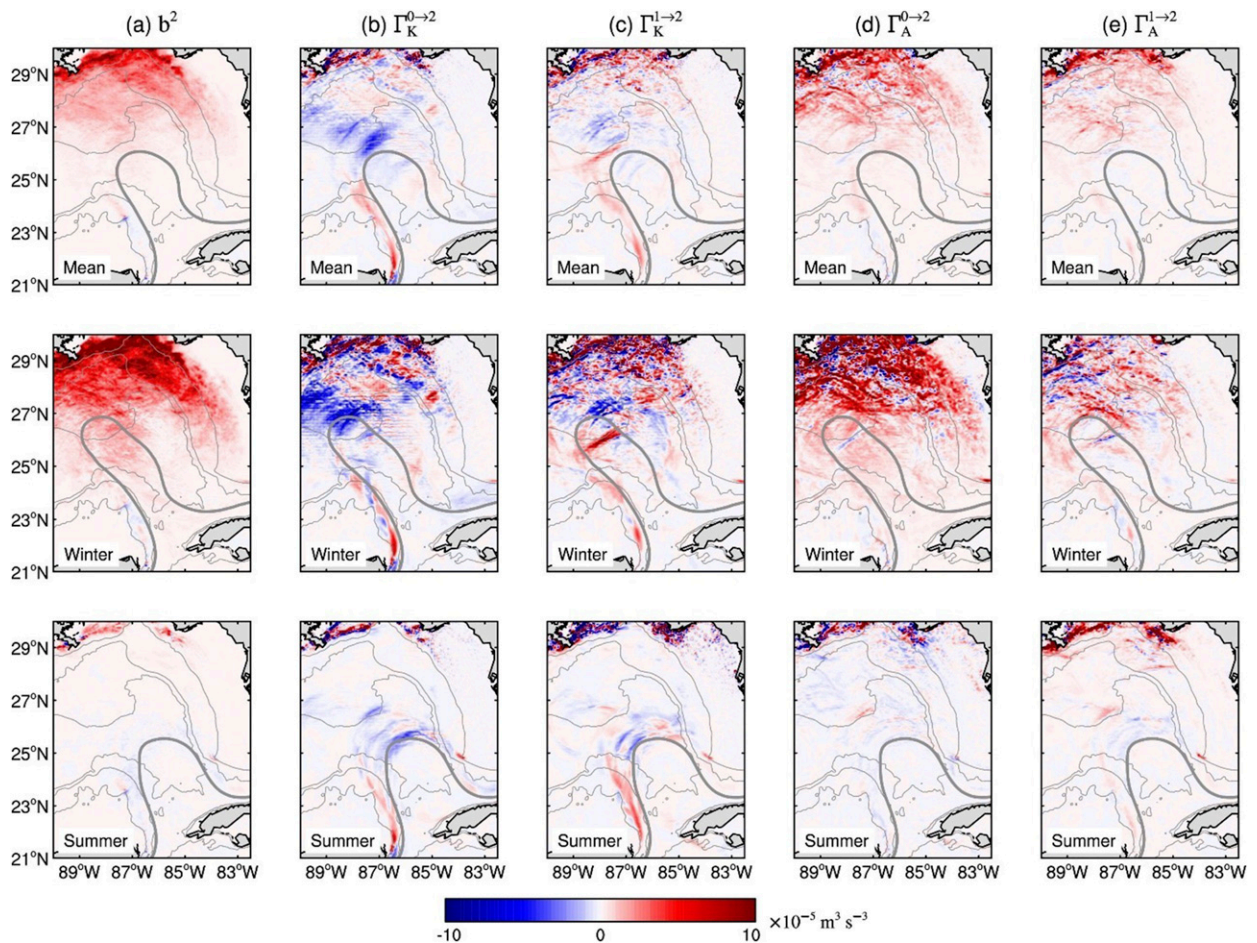 (a) b² (b) Γ_K^{0→2} (c) Γ_K^{1→2} (d) Γ_A^{0→2} (e) Γ_A^{1→2}
29°N
27°N
25°N
23°N
21°N
Mean Mean Mean Mean Mean
29°N
27°N
25°N
23°N
21°N
Winter Winter Winter Winter Winter
29°N
27°N
25°N
23°N
21°N
Summer Summer Summer Summer Summer
89°W 87°W 85°W 83°W 89°W 87°W 85°W 83°W 89°W 87°W 85°W 83°W 89°W 87°W 85°W 83°W 89°W 87°W 85°W 83°W
-10 0 10 ×10⁻⁵ m³ s⁻³